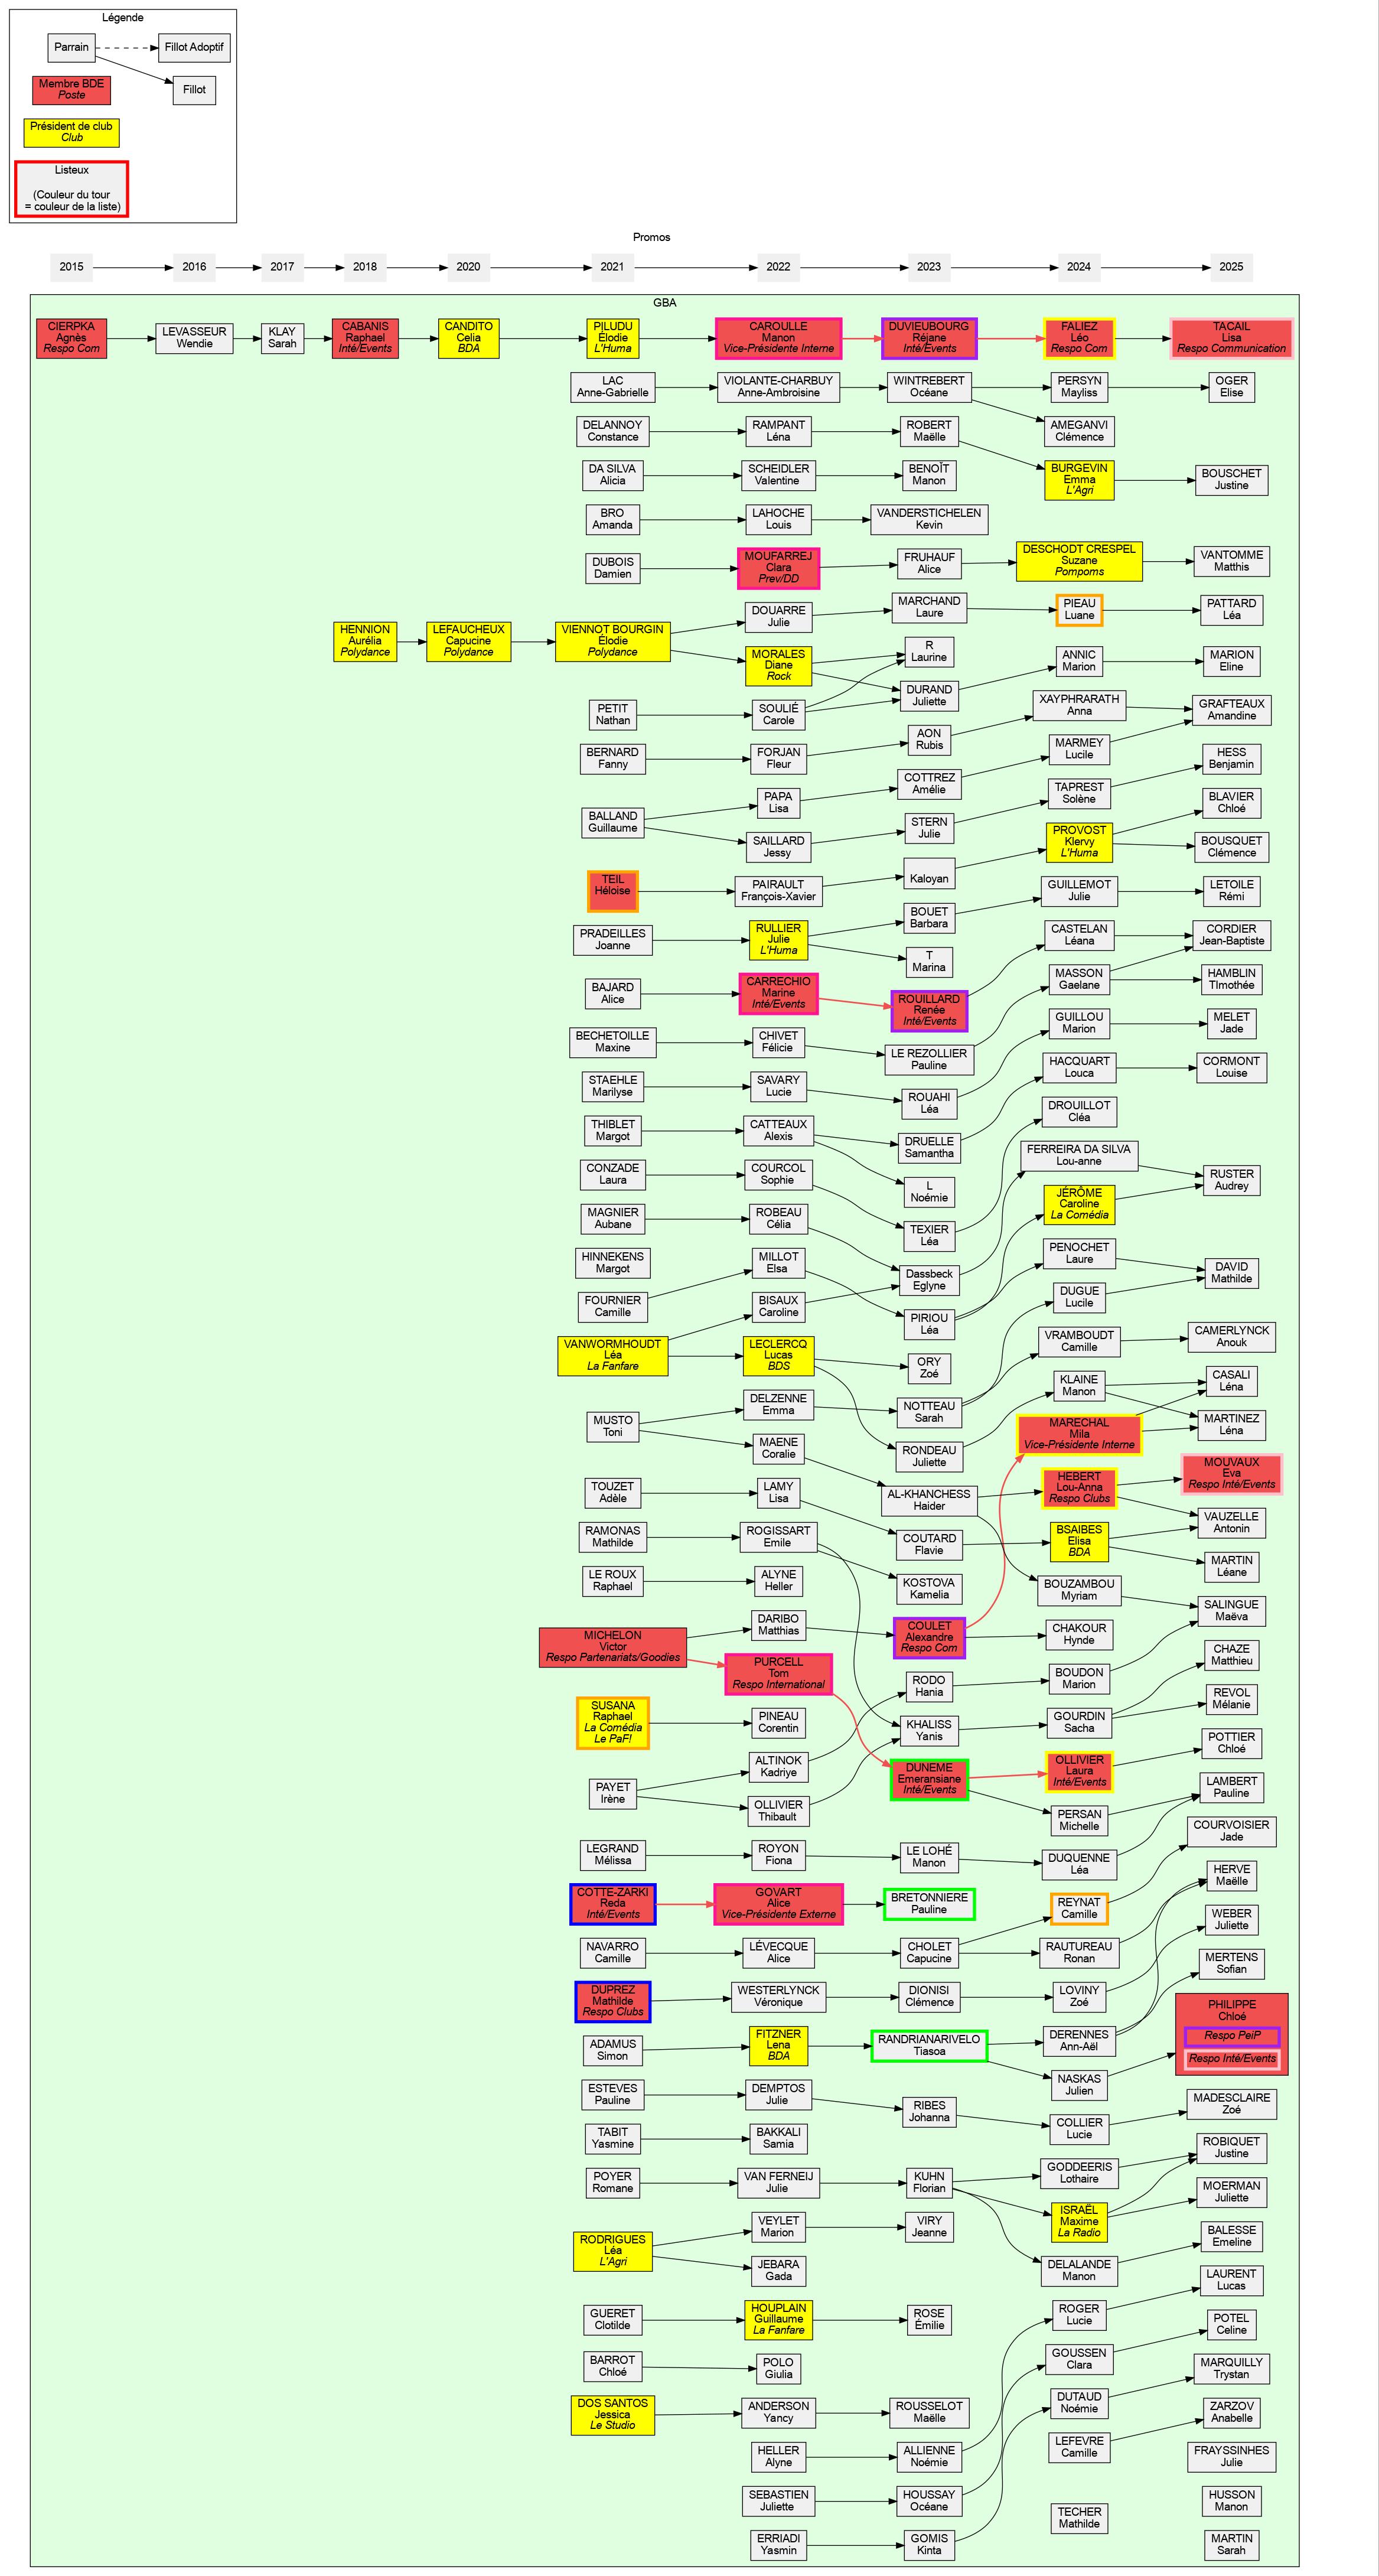 Légende
Parrain
Fillot Adoptif
Fillot
Membre BDE
Poste
Président de club
Club
Listeux
(Couleur du tour
= couleur de la liste)
Promos
2015
2016
2017
2018
2020
2021
2022
2023
2024
2025
GBA
CIERPKA
Agnès
Respo Com
LEVASSEUR
Wendie
KLAY
Sarah
CABANIS
Raphael
Inté/Events
CANDITO
Celia
BDA
PILUDU
Élodie
L'Huma
CAROULLE
Manon
Vice-Présidente Interne
DUVIEUBOURG
Réjane
Inté/Events
FALIEZ
Léo
Respo Com
TACAIL
Lisa
Respo Communication
LAC
Anne-Gabrielle
VIOLANTE-CHARBUY
Anne-Ambroisine
WINTREBERT
Océane
PERSYN
Mayliss
OGER
Elise
DELANNOY
Constance
RAMPANT
Léna
ROBERT
Maëlle
AMEGANVI
Clémence
DA SILVA
Alicia
SCHEIDLER
Valentine
BENOÎT
Manon
BURGEVIN
Emma
L'Agri
BOUSCHET
Justine
BRO
Amanda
LAHOCHE
Louis
VANDERSTICHELEN
Kevin
DUBOIS
Damien
MOUFARREJ
Clara
Prev/DD
FRUHAUF
Alice
DESCHODT CRESPEL
Suzane
Pompoms
VANTOMME
Matthis
DOUARRE
Julie
MARCHAND
Laure
PIEAU
Luane
PATTARD
Léa
HENNION
Aurélia
Polydance
LEFAUCHEUX
Capucine
Polydance
VIENNOT BOURGIN
Élodie
Polydance
MORALES
Diane
Rock
R
Laurine
ANNIC
Marion
MARION
Eline
DURAND
Juliette
PETIT
Nathan
SOULIÉ
Carole
XAYPHRARATH
Anna
GRAFTEAUX
Amandine
BERNARD
Fanny
FORJAN
Fleur
AON
Rubis
MARMEY
Lucile
HESS
Benjamin
COTTREZ
Amélie
PAPA
Lisa
TAPREST
Solène
BLAVIER
Chloé
BALLAND
Guillaume
SAILLARD
Jessy
STERN
Julie
PROVOST
Klervy
L'Huma
BOUSQUET
Clémence
TEIL
Héloise
PAIRAULT
François-Xavier
Kaloyan
GUILLEMOT
Julie
LETOILE
Rémi
PRADEILLES
Joanne
RULLIER
Julie
L'Huma
BOUET
Barbara
CASTELAN
Léana
CORDIER
Jean-Baptiste
T
Marina
BAJARD
Alice
CARRECHIO
Marine
Inté/Events
ROUILLARD
Renée
Inté/Events
MASSON
Gaelane
HAMBLIN
TImothée
GUILLOU
Marion
MELET
Jade
BECHETOILLE
Maxine
CHIVET
Félicie
LE REZOLLIER
Pauline
HACQUART
Louca
CORMONT
Louise
STAEHLE
Marilyse
SAVARY
Lucie
ROUAHI
Léa
DROUILLOT
Cléa
THIBLET
Margot
CATTEAUX
Alexis
DRUELLE
Samantha
FERREIRA DA SILVA
Lou-anne
CONZADE
Laura
COURCOL
Sophie
L
Noémie
JÉRÔME
Caroline
La Comédia
RUSTER
Audrey
MAGNIER
Aubane
ROBEAU
Célia
TEXIER
Léa
HINNEKENS
Margot
MILLOT
Elsa
Dassbeck
Eglyne
PENOCHET
Laure
DAVID
Mathilde
FOURNIER
Camille
BISAUX
Caroline
PIRIOU
Léa
DUGUE
Lucile
VANWORMHOUDT
Léa
La Fanfare
LECLERCQ
Lucas
BDS
ORY
Zoé
VRAMBOUDT
Camille
CAMERLYNCK
Anouk
DELZENNE
Emma
NOTTEAU
Sarah
KLAINE
Manon
CASALI
Léna
MUSTO
Toni
MAENE
Coralie
RONDEAU
Juliette
MARECHAL
Mila
Vice-Présidente Interne
MARTINEZ
Léna
TOUZET
Adèle
LAMY
Lisa
AL-KHANCHESS
Haider
HEBERT
Lou-Anna
Respo Clubs
MOUVAUX
Eva
Respo Inté/Events
RAMONAS
Mathilde
ROGISSART
Emile
COUTARD
Flavie
BSAIBES
Elisa
BDA
VAUZELLE
Antonin
LE ROUX
Raphael
ALYNE
Heller
KOSTOVA
Kamelia
BOUZAMBOU
Myriam
MARTIN
Léane
MICHELON
Victor
Respo Partenariats/Goodies
DARIBO
Matthias
COULET
Alexandre
Respo Com
CHAKOUR
Hynde
SALINGUE
Maëva
PURCELL
Tom
Respo International
RODO
Hania
BOUDON
Marion
CHAZE
Matthieu
SUSANA
Raphael
La Comédia
Le PaF!
PINEAU
Corentin
KHALISS
Yanis
GOURDIN
Sacha
REVOL
Mélanie
ALTINOK
Kadriye
DUNEME
Emeransiane
Inté/Events
OLLIVIER
Laura
Inté/Events
POTTIER
Chloé
PAYET
Irène
OLLIVIER
Thibault
PERSAN
Michelle
LAMBERT
Pauline
LEGRAND
Mélissa
ROYON
Fiona
LE LOHÉ
Manon
DUQUENNE
Léa
COURVOISIER
Jade
COTTE-ZARKI
Reda
Inté/Events
GOVART
Alice
Vice-Présidente Externe
BRETONNIERE
Pauline
REYNAT
Camille
HERVE
Maëlle
NAVARRO
Camille
LÉVECQUE
Alice
CHOLET
Capucine
RAUTUREAU
Ronan
WEBER
Juliette
DUPREZ
Mathilde
Respo Clubs
WESTERLYNCK
Véronique
DIONISI
Clémence
LOVINY
Zoé
MERTENS
Sofian
ADAMUS
Simon
FITZNER
Lena
BDA
RANDRIANARIVELO
Tiasoa
DERENNES
Ann-Aël
PHILIPPE
Chloé
Respo PeiP
Respo Inté/Events
ESTEVES
Pauline
DEMPTOS
Julie
RIBES
Johanna
NASKAS
Julien
MADESCLAIRE
Zoé
TABIT
Yasmine
BAKKALI
Samia
COLLIER
Lucie
ROBIQUET
Justine
POYER
Romane
VAN FERNEIJ
Julie
KUHN
Florian
GODDEERIS
Lothaire
MOERMAN
Juliette
RODRIGUES
Léa
L'Agri
VEYLET
Marion
VIRY
Jeanne
ISRAËL
Maxime
La Radio
BALESSE
Emeline
JEBARA
Gada
DELALANDE
Manon
LAURENT
Lucas
GUERET
Clotilde
HOUPLAIN
Guillaume
La Fanfare
ROSE
Émilie
ROGER
Lucie
POTEL
Celine
BARROT
Chloé
POLO
Giulia
GOUSSEN
Clara
MARQUILLY
Trystan
DOS SANTOS
Jessica
Le Studio
ANDERSON
Yancy
ROUSSELOT
Maëlle
DUTAUD
Noémie
ZARZOV
Anabelle
HELLER
Alyne
ALLIENNE
Noémie
LEFEVRE
Camille
FRAYSSINHES
Julie
SEBASTIEN
Juliette
HOUSSAY
Océane
TECHER
Mathilde
HUSSON
Manon
ERRIADI
Yasmin
GOMIS
Kinta
MARTIN
Sarah